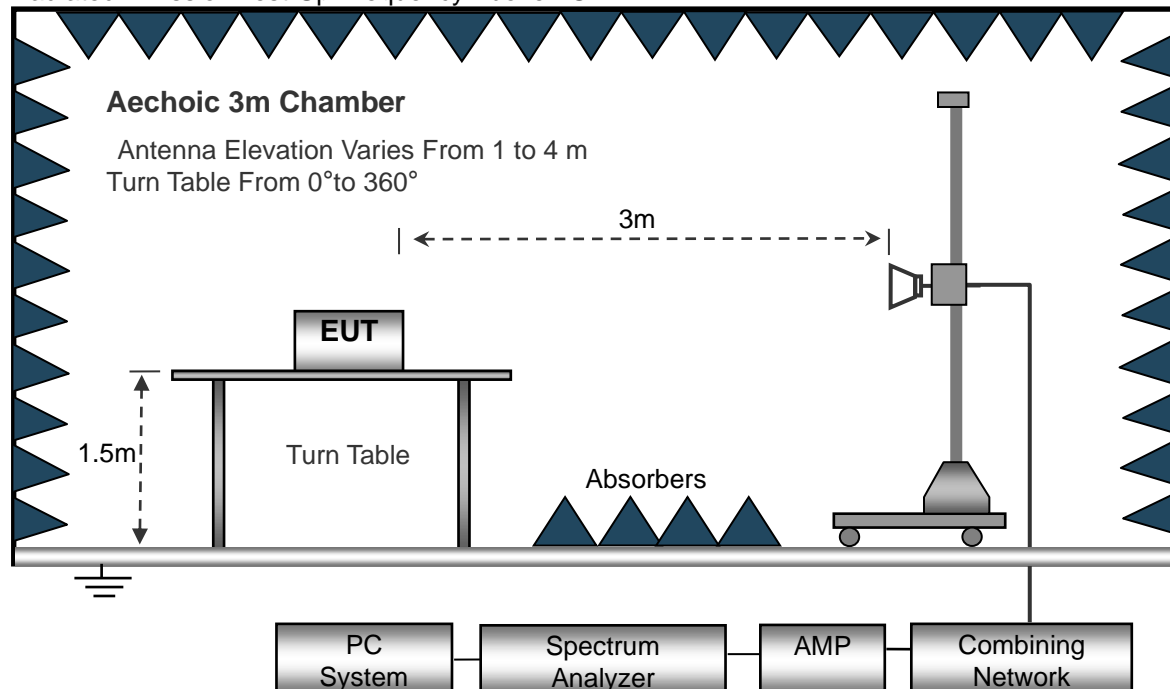 Aechoic 3m Chamber
Antenna Elevation Varies From 1 to 4 m
Turn Table From 0°to 360°
3m
EUT
1.5m
Turn Table
Absorbers
PC
System
Spectrum
Analyzer
AMP
Combining
Network